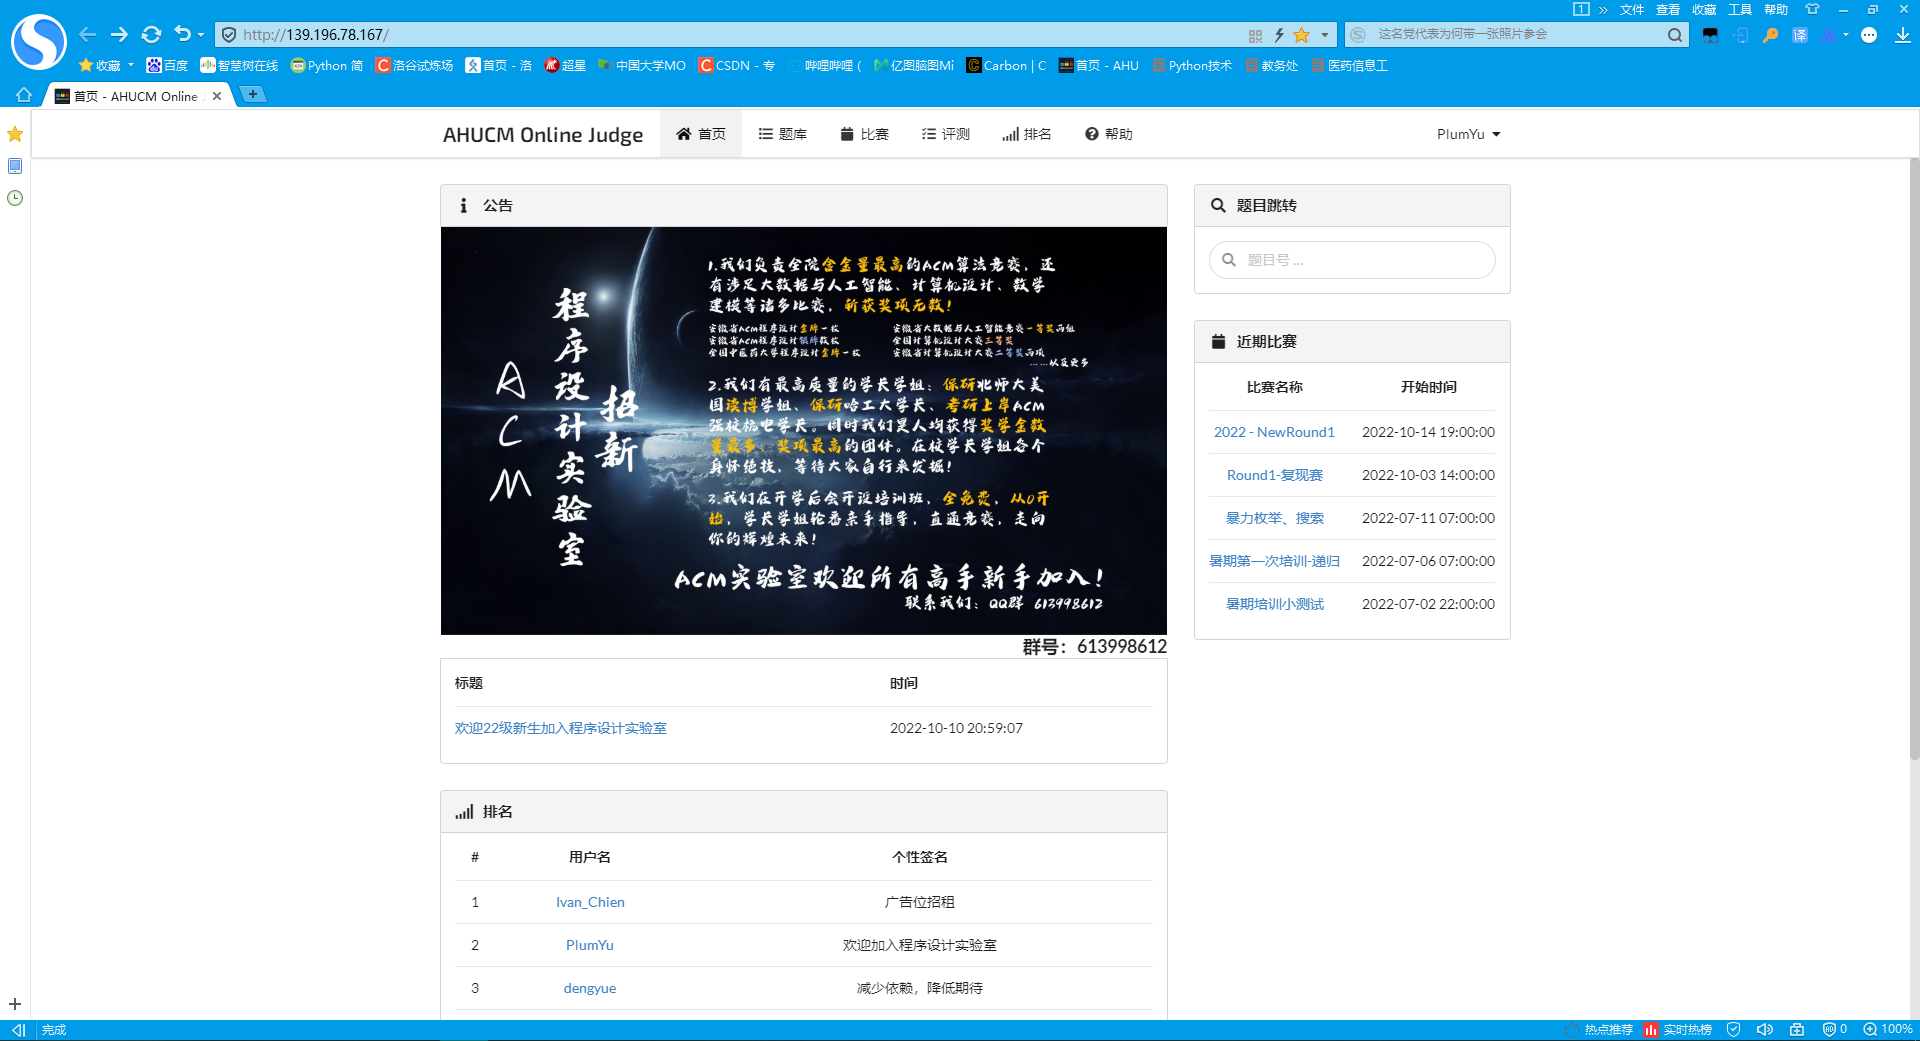 1 » 文件 查看 收藏 工具 帮助
http://139.196.78.167/ 这名党代表为何带一张照片参会 译
收藏 百度 智慧树在线 Python 简 洛谷试炼场 首页 - 洛 超星 中国大学MO CSDN - 专 哔哩哔哩 ( 亿图脑图Mi Carbon | C 首页 - AHU Python技术 教务处 医药信息工
首页 - AHUCM Online
AHUCM Online Judge 首页 题库 比赛 评测 排名 帮助 PlumYu
公告
ACM
程序设计实验室
招新
1.我们负责全院含金量最高的ACM算法竞赛，还
有涉足大数据与人工智能、计算机设计、数学
建模等诸多比赛，斩获奖项无数！
安徽省ACM程序设计金牌一枚 安徽省大数据与人工智能竞赛一等奖两组
安徽省ACM程序设计银牌数枚 全国计算机设计大赛三等奖
全国中医药大学程序设计金牌一枚 安徽省计算机设计大赛二等奖两项
……以及更多
2.我们有最高质量的学长学姐：保研北师大美
国读博学姐、保研哈工大学长、考研上岸ACM
强校杭电学长。同时我们是人均获得奖学金数
量最多、奖项最高的团体。在校学长学姐各个
身怀绝技，等待大家自行来发掘！
3.我们在开学后会开设培训班，全免费，从0开
始，学长学姐轮番亲手指导，直通竞赛，走向
你的辉煌未来！
ACM实验室欢迎所有高手新手加入！
联系我们：QQ群 613998612
群号：613998612
标题 时间
欢迎22级新生加入程序设计实验室 2022-10-10 20:59:07
排名
# 用户名 个性签名
1 Ivan_Chien 广告位招租
2 PlumYu 欢迎加入程序设计实验室
3 dengyue 减少依赖，降低期待
题目跳转
题目号 ...
近期比赛
比赛名称 开始时间
2022 - NewRound1 2022-10-14 19:00:00
Round1-复现赛 2022-10-03 14:00:00
暴力枚举、搜索 2022-07-11 07:00:00
暑期第一次培训-递归 2022-07-06 07:00:00
暑期培训小测试 2022-07-02 22:00:00
完成 热点推荐 实时热榜 0 100%